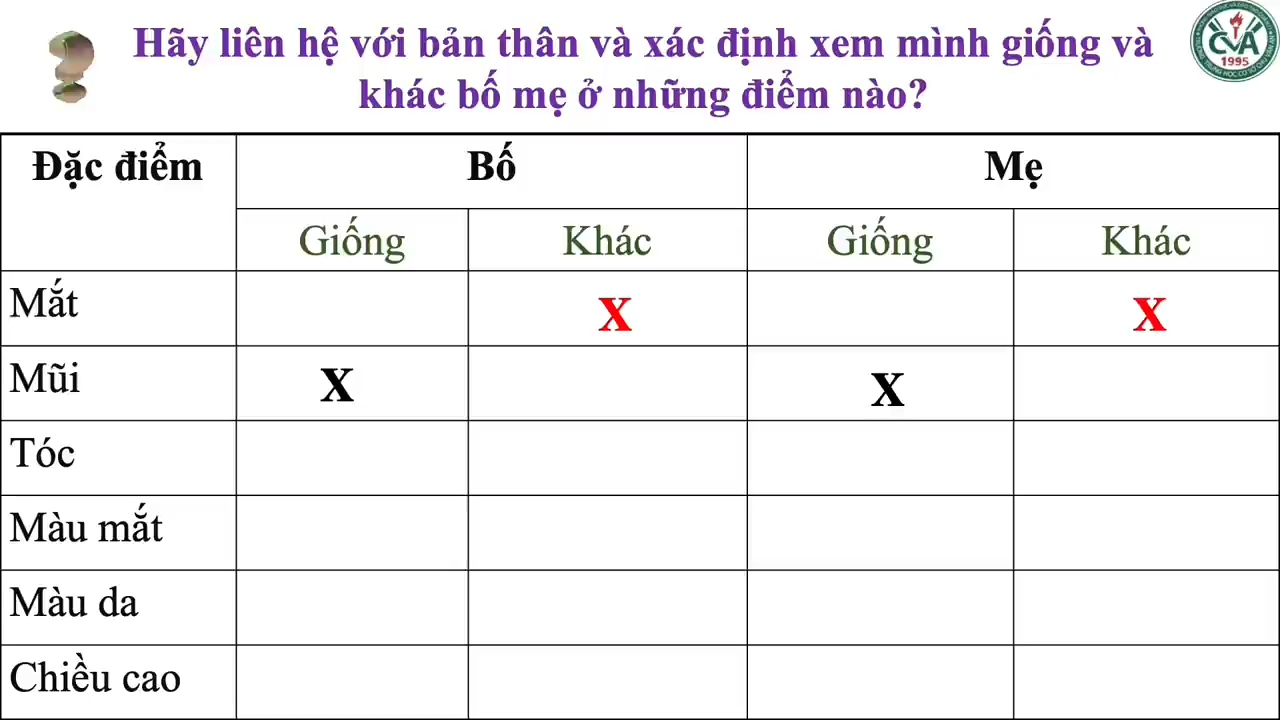 Hãy liên hệ với bản thân và xác định xem mình giống và
khác bố mẹ ở những điểm nào?
CVA
1995
Đặc điểm Bố Mẹ
Giống Khác Giống Khác
Mắt X X
Mũi X X
Tóc
Màu mắt
Màu da
Chiều cao